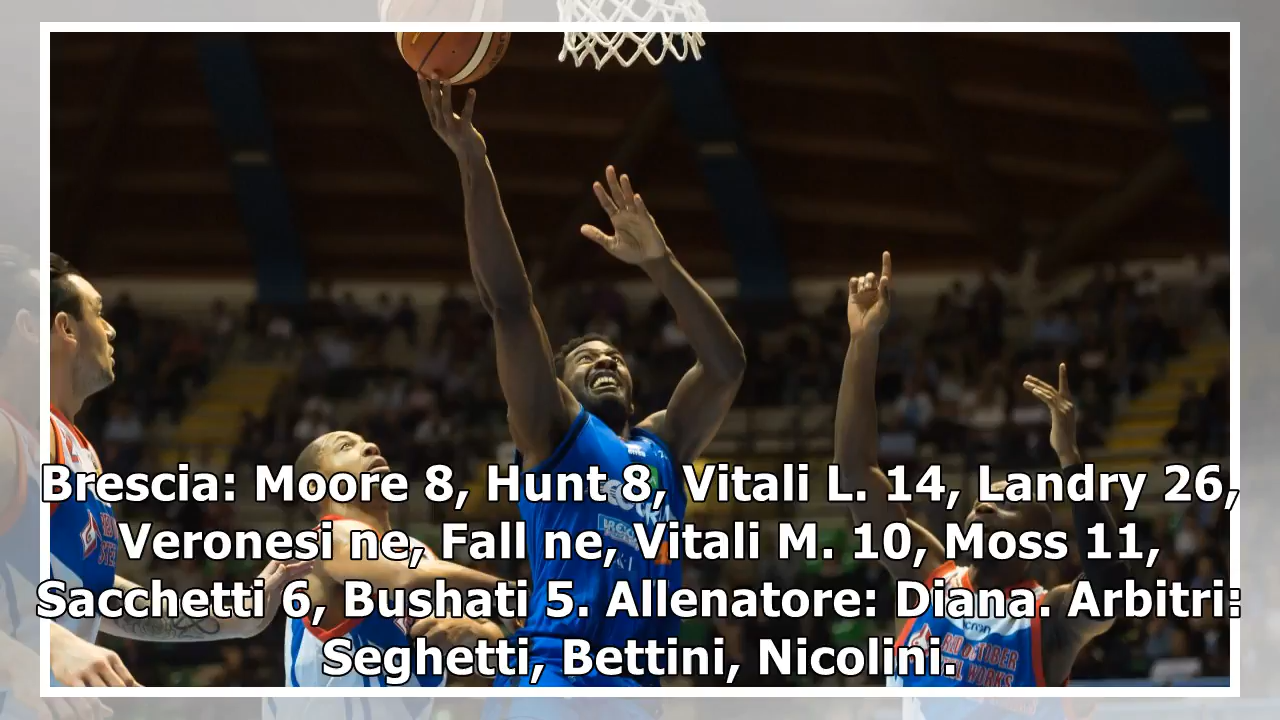 Brescia: Moore 8, Hunt 8, Vitali L. 14, Landry 26,
Veronesi ne, Fall ne, Vitali M. 10, Moss 11,
Sacchetti 6, Bushati 5. Allenatore: Diana. Arbitri:
Seghetti, Bettini, Nicolini.